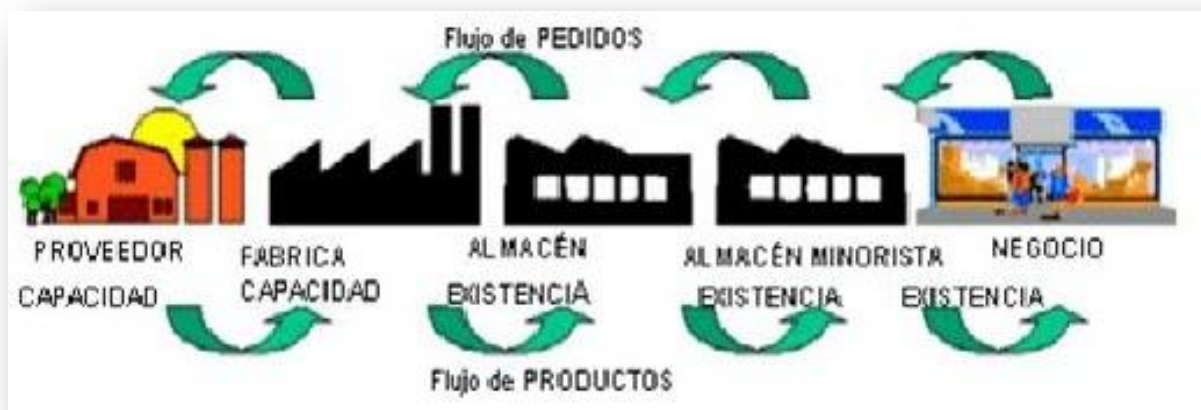 Flujo de PEDIDOS
PROVEEDOR
CAPACIDAD
FABRICA
CAPACIDAD
ALMACÉN
EXISTENCIA
ALMACÉN MINORISTA
EXISTENCIA
NEGOCIO
EXISTENCIA
Flujo de PRODUCTOS